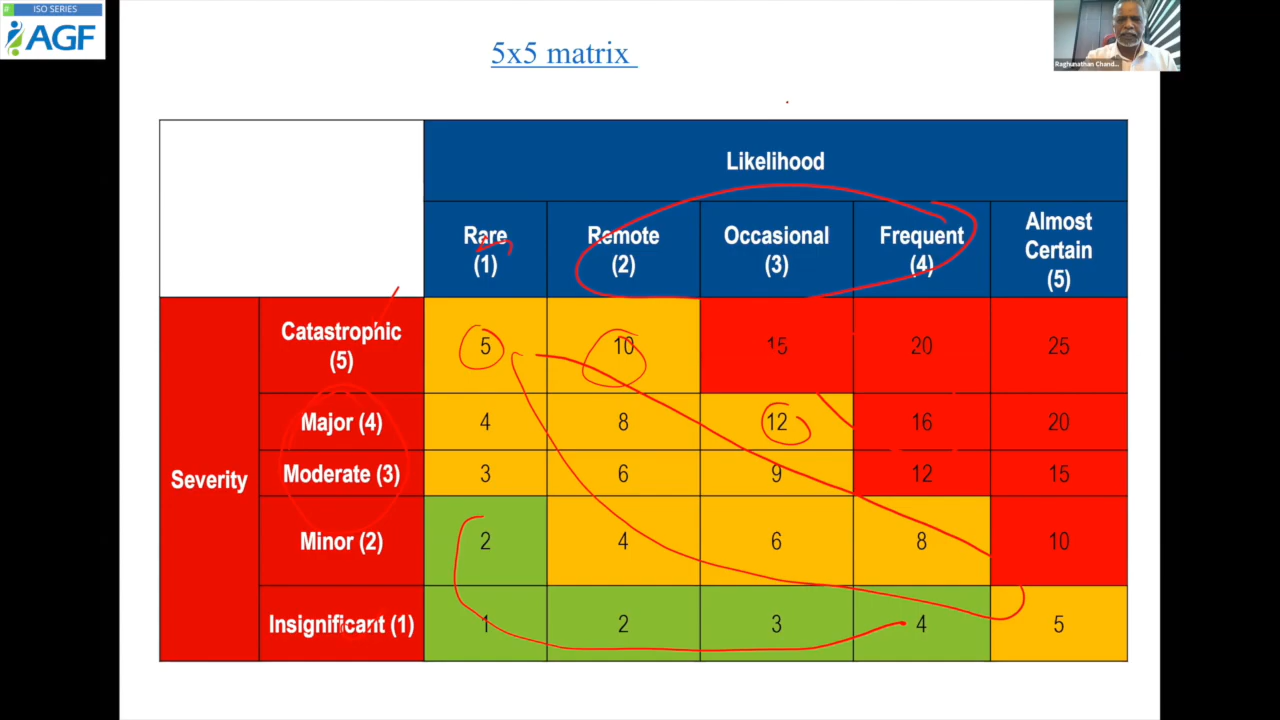 # ISO SERIES
AGF
5x5 matrix
Raghunathan Chand...
Likelihood
Rare (1) Remote (2) Occasional (3) Frequent (4) Almost Certain (5)
Severity
Catastrophic (5) 5 10 15 20 25
Major (4) 4 8 12 16 20
Moderate (3) 3 6 9 12 15
Minor (2) 2 4 6 8 10
Insignificant (1) 1 2 3 4 5